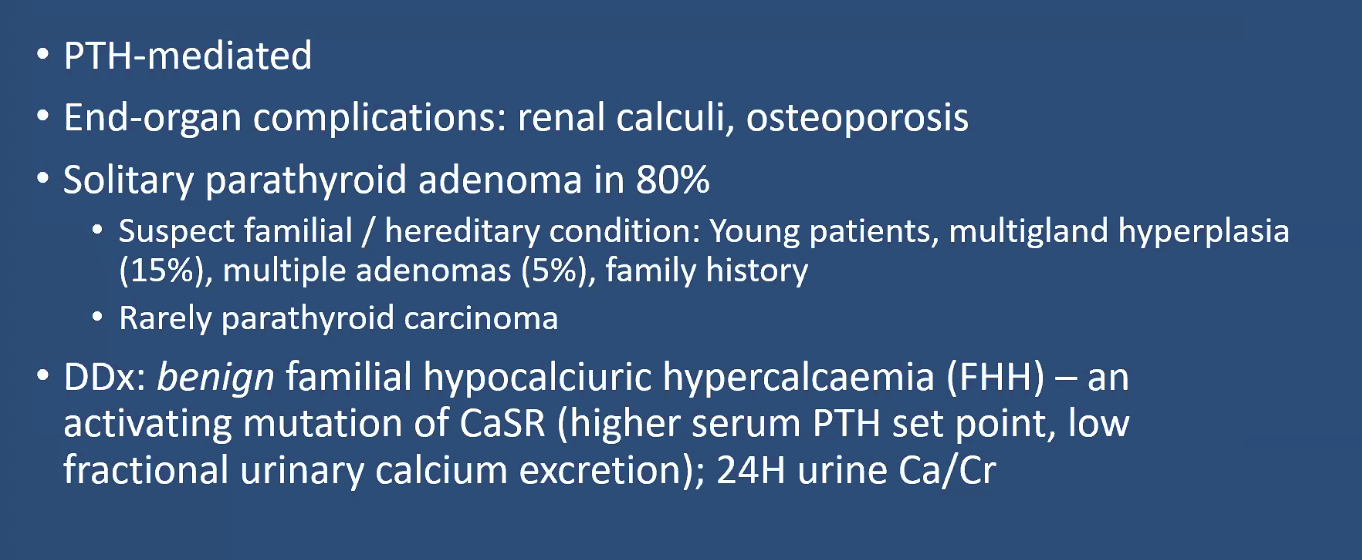 • PTH-mediated
• End-organ complications: renal calculi, osteoporosis
• Solitary parathyroid adenoma in 80%
• Suspect familial / hereditary condition: Young patients, multigland hyperplasia
(15%), multiple adenomas (5%), family history
• Rarely parathyroid carcinoma
• DDx: benign familial hypocalciuric hypercalcaemia (FHH) – an
activating mutation of CaSR (higher serum PTH set point, low
fractional urinary calcium excretion); 24H urine Ca/Cr